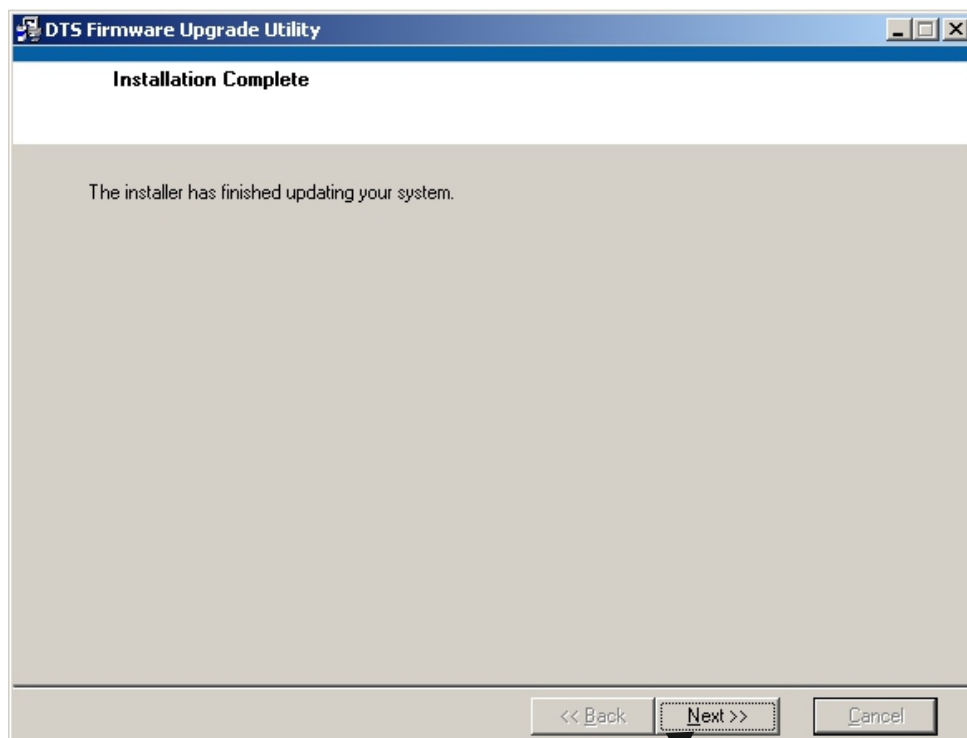 DTS Firmware Upgrade Utility
Installation Complete
The installer has finished updating your system.
<< Back Next >> Cancel